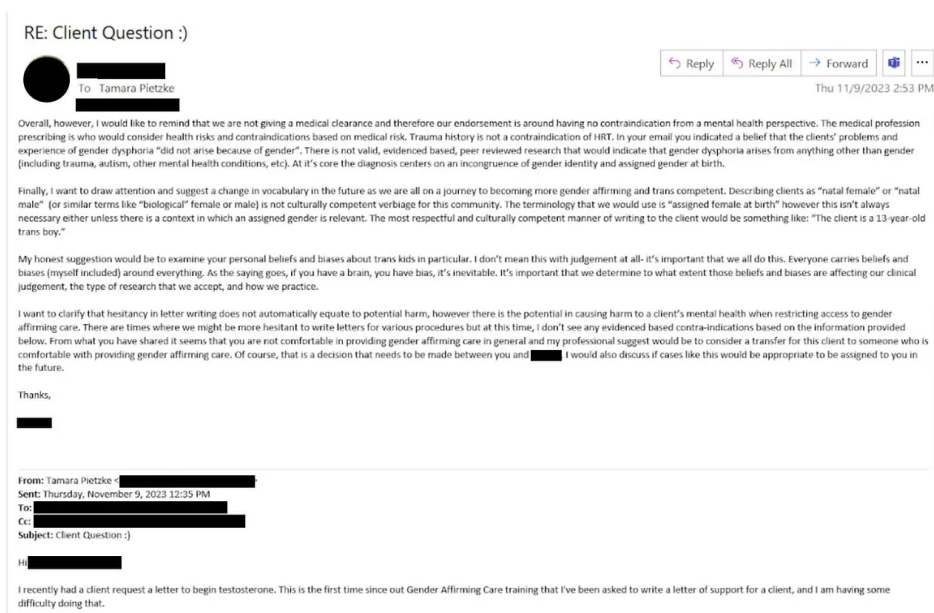 RE: Client Question :)
Reply
Reply All
Forward
To Tamara Pietzke
Thu 11/9/2023 2:53 PM
Overall, however, I would like to remind that we are not giving a medical clearance and therefore our endorsement is around having no contraindication from a mental health perspective. The medical profession
prescribing is who would consider health risks and contraindications based on medical risk. Trauma history is not a contraindication of HRT. In your email you indicated a belief that the clients' problems and
experience of gender dysphoria "did not arise because of gender". There is not valid, evidenced based, peer reviewed research that would indicate that gender dysphoria arises from anything other than gender
(including trauma, autism, other mental health conditions, etc). At it's core the diagnosis centers on an incongruence of gender identity and assigned gender at birth.
Finally, I want to draw attention and suggest a change in vocabulary in the future as we are all on a journey to becoming more gender affirming and trans competent. Describing clients as "natal female" or "natal
male" (or similar terms like "biological" female or male) is not culturally competent verbiage for this community. The terminology that we would use is "assigned female at birth" however this isn't always
necessary either unless there is a context in which an assigned gender is relevant. The most respectful and culturally competent manner of writing to the client would be something like: "The client is a 13-year-old
trans boy."
My honest suggestion would be to examine your personal beliefs and biases about trans kids in particular. I don't mean this with judgement at all- it's important that we all do this. Everyone carries beliefs and
biases (myself included) around everything. As the saying goes, if you have a brain, you have bias, it's inevitable. It's important that we determine to what extent those beliefs and biases are affecting our clinical
judgement, the type of research that we accept, and how we practice.
I want to clarify that hesitancy in letter writing does not automatically equate to potential harm, however there is the potential in causing harm to a client's mental health when restricting access to gender
affirming care. There are times where we might be more hesitant to write letters for various procedures but at this time, I don't see any evidenced based contra-indications based on the information provided
below. From what you have shared it seems that you are not comfortable in providing gender affirming care in general and my professional suggest would be to consider a transfer for this client to someone who is
comfortable with providing gender affirming care. Of course, that is a decision that needs to be made between you and . I would also discuss if cases like this would be appropriate to be assigned to you in
the future.
Thanks,
From: Tamara Pietzke <
Sent: Thursday, November 9, 2023 12:35 PM
To:
Cc:
Subject: Client Question :)
Hi
I recently had a client request a letter to begin testosterone. This is the first time since out Gender Affirming Care training that I've been asked to write a letter of support for a client, and I am having some
difficulty doing that.